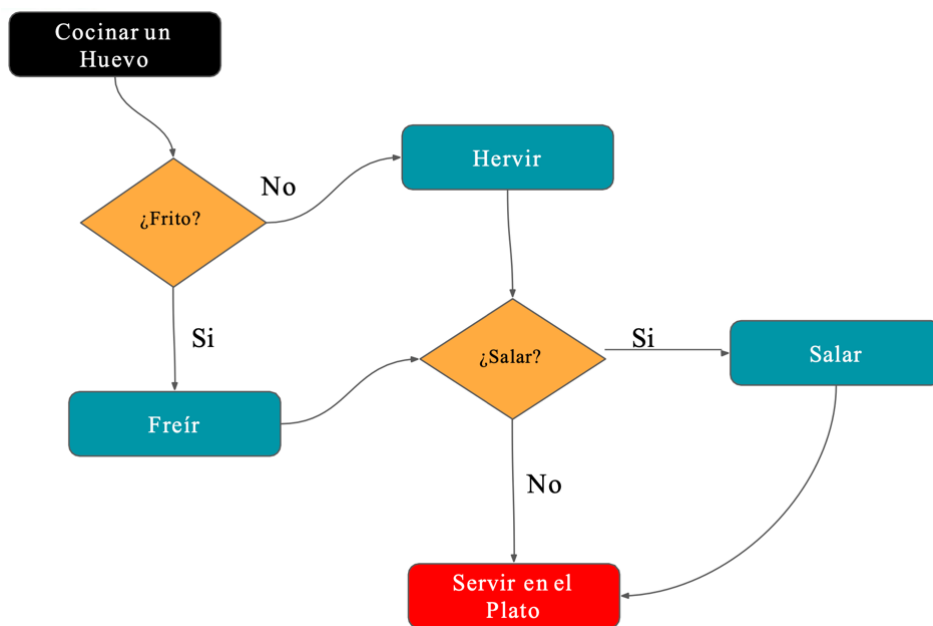 Cocinar un
Huevo
No
Hervir
¿Frito?
Si
¿Salar?
Si
Salar
Freír
No
Servir en el
Plato